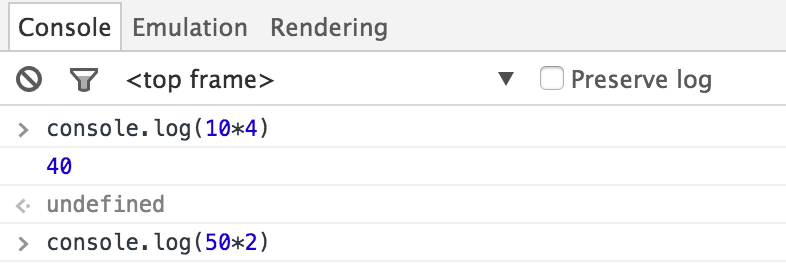 Console Emulation Rendering
<top frame> ▼ Preserve log
> console.log(10*4)
40
<· undefined
> console.log(50*2)